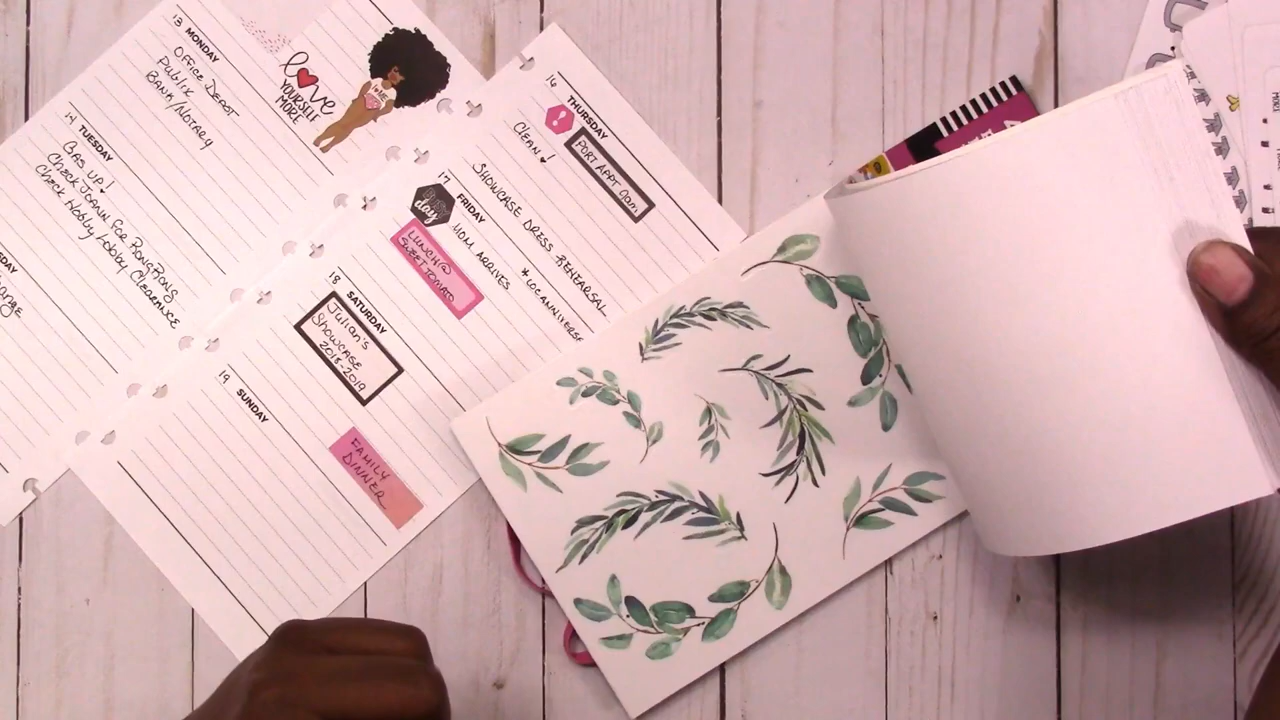 13 MONDAY
OFFICE DEPOT
Publix
BANK/NOTARY
love
YOURSELF
MORE
14 TUESDAY
GAS UP!
Check JOANN FOR RONGRONG
Check Hobby Lobby Clearance
16 THURSDAY
CLEAN!
PORT APPT 9am
17 FRIDAY
SHOWCASE DRESS REHEARSAL
day
MOM ARRIVES
LUNCH@
SWEET TOMATO
18 SATURDAY
Julian's
SHOWCASE
2018-2019
19 SUNDAY
FAMILY
DINNER